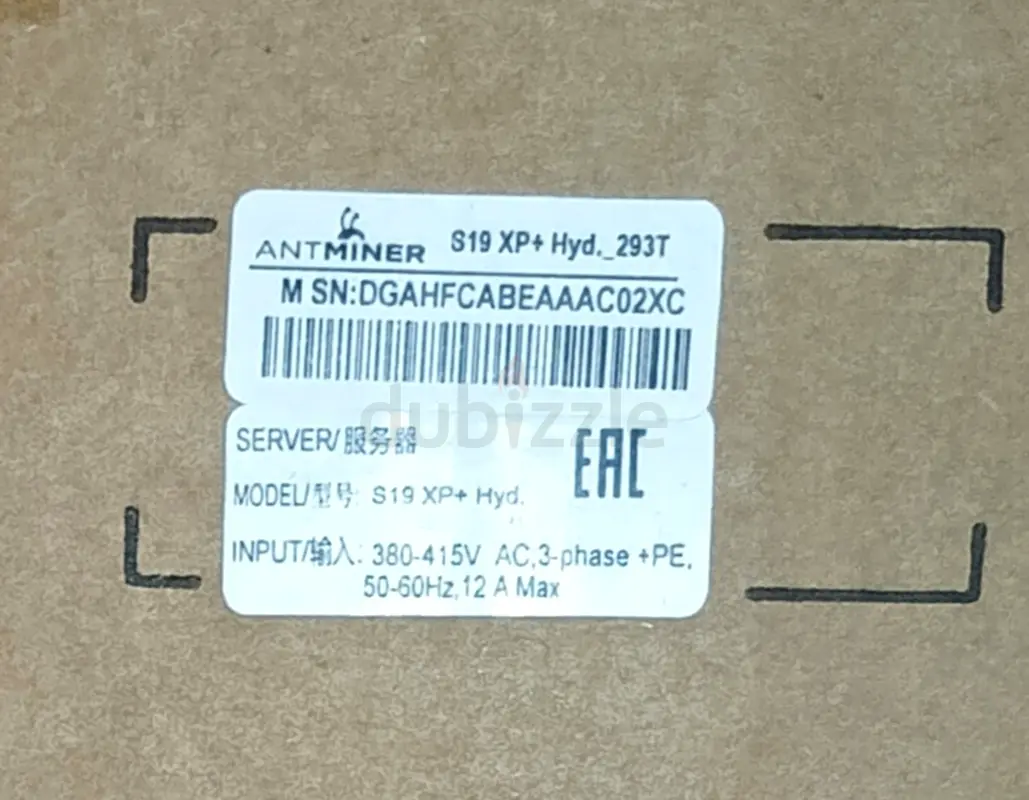 ANTMINER S19 XP+ Hyd._293T
M SN:DGAHFCABEAAAC02XC
dubizzle
SERVER/服务器
EAC
MODEL/型号: S19 XP+ Hyd.
INPUT/输入: 380-415V AC,3-phase +PE,
50-60Hz,12 A Max